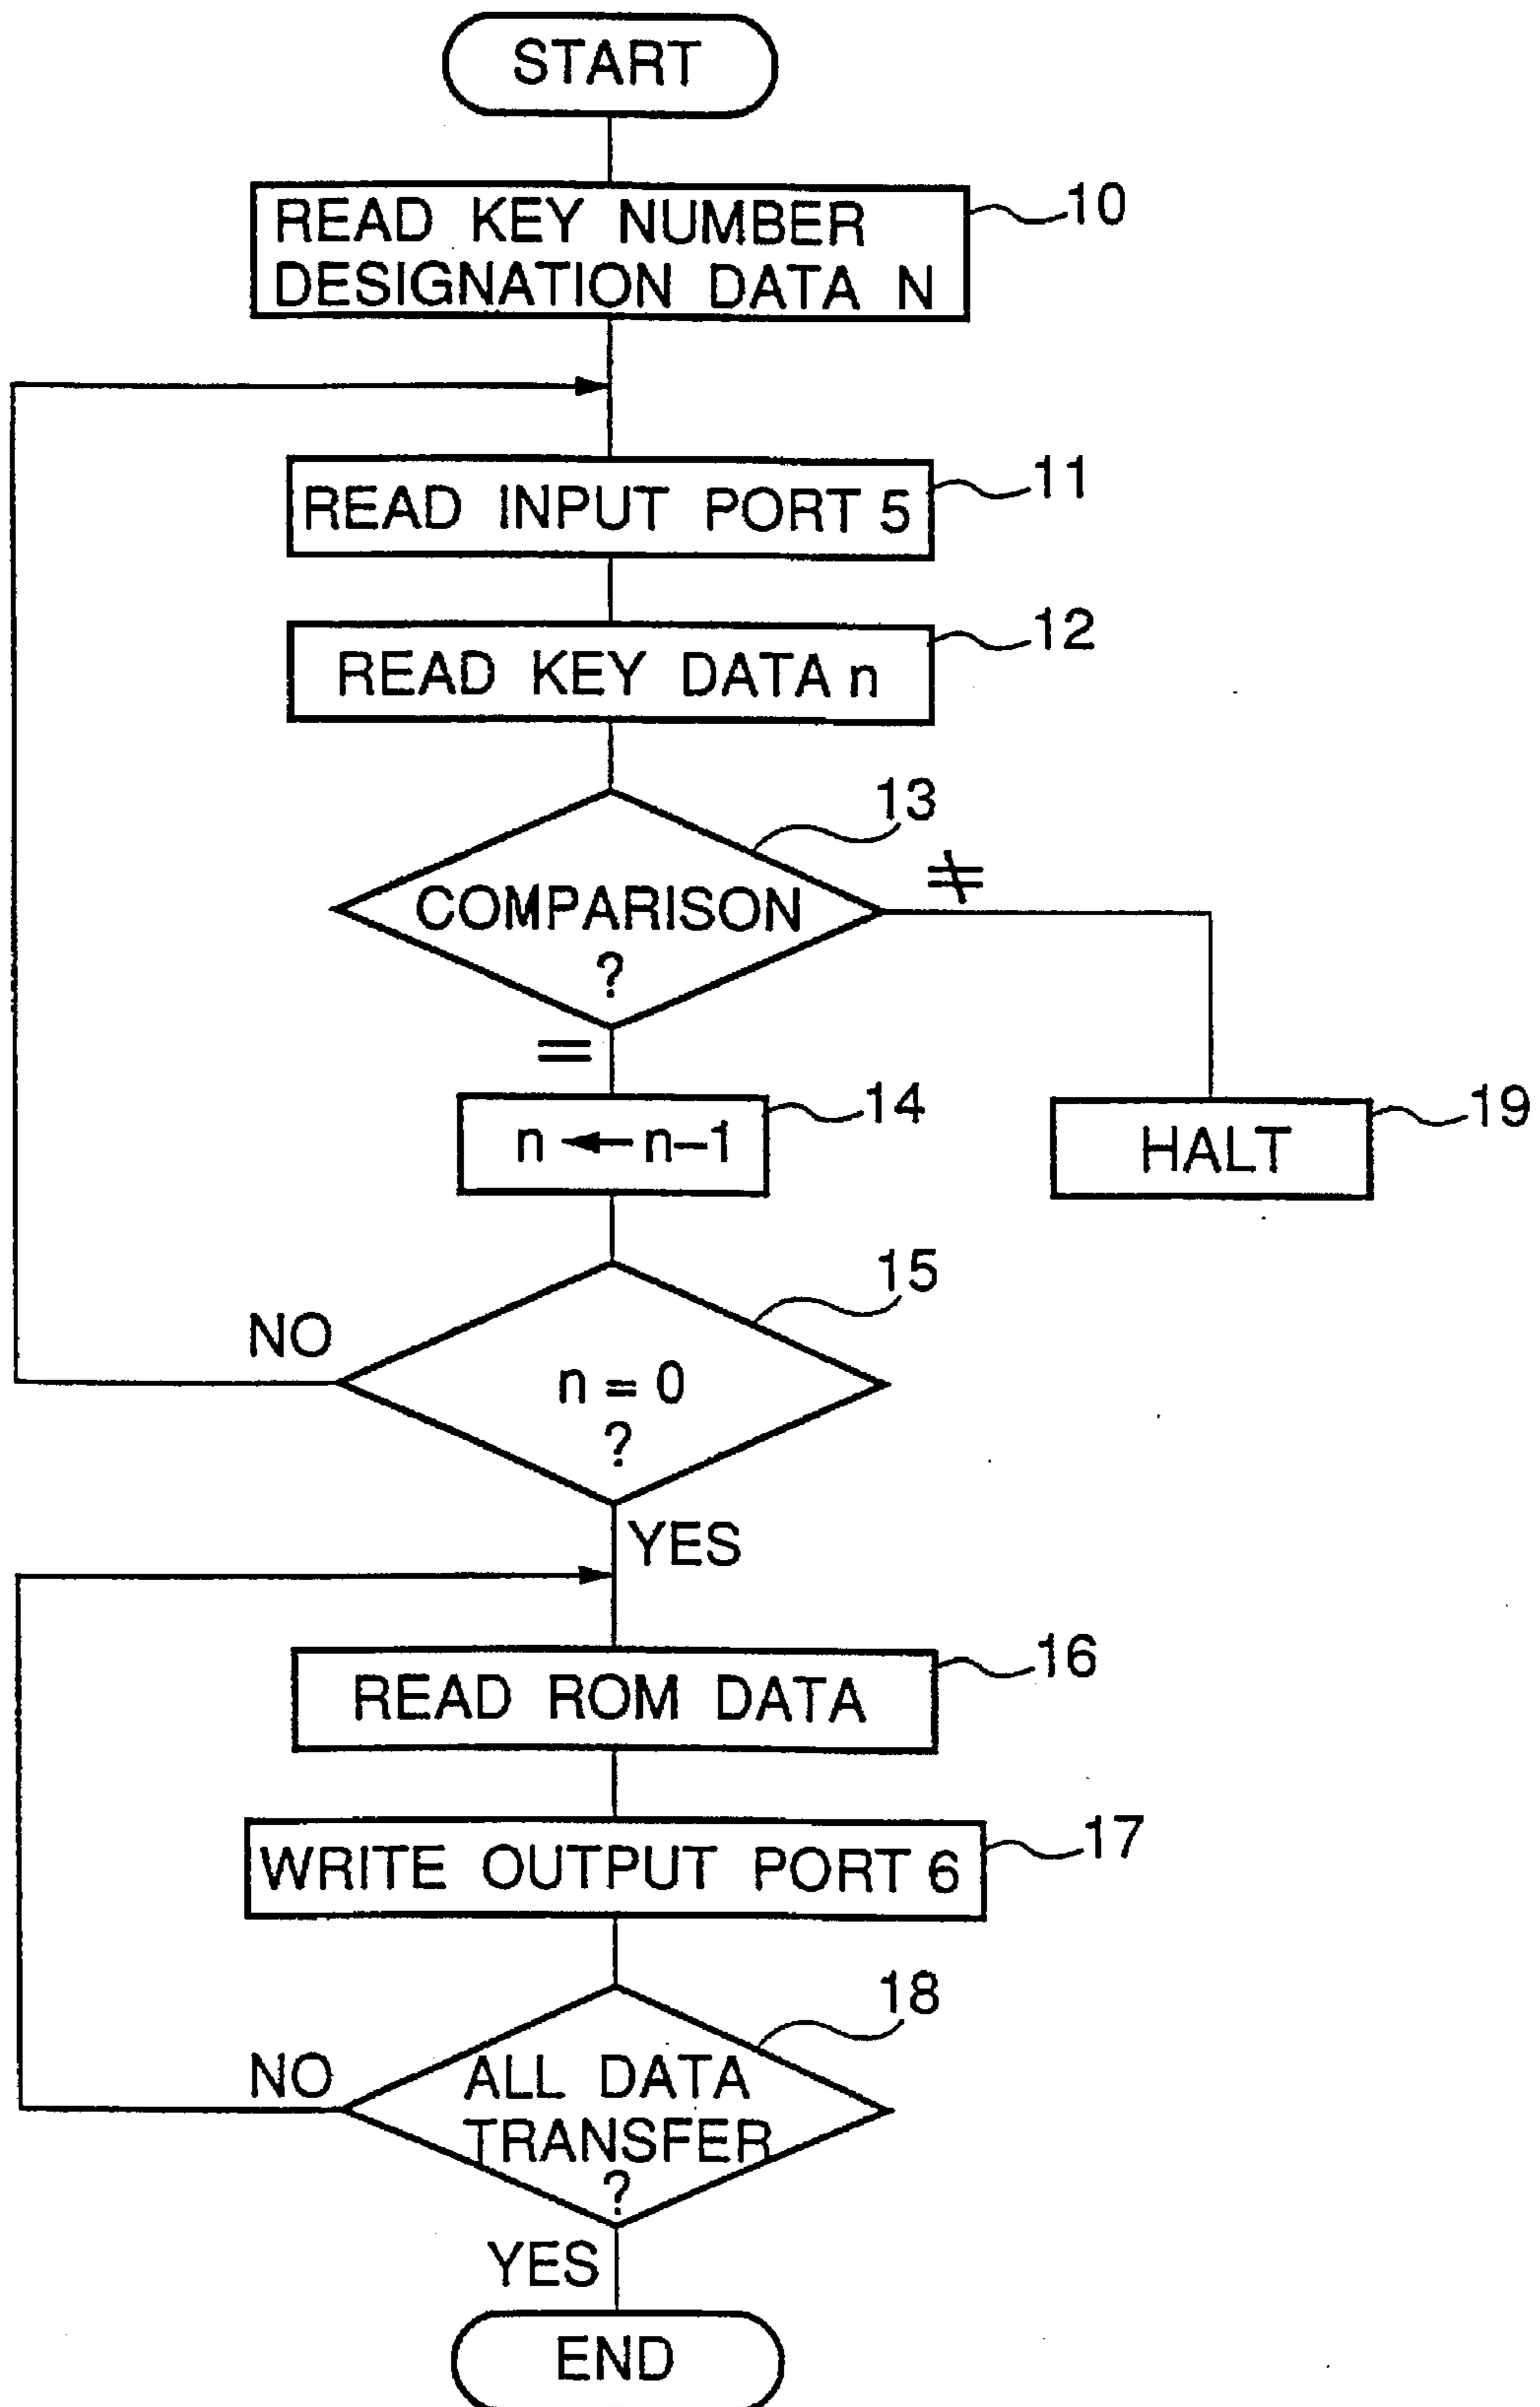 START
READ KEY NUMBER
DESIGNATION DATA N
10
READ INPUT PORT 5
11
READ KEY DATA n
12
13
COMPARISON
?
≠
=
n ← n–1
14
HALT
19
15
NO
n = 0
?
YES
READ ROM DATA
16
WRITE OUTPUT PORT 6
17
18
NO
ALL DATA
TRANSFER
?
YES
END